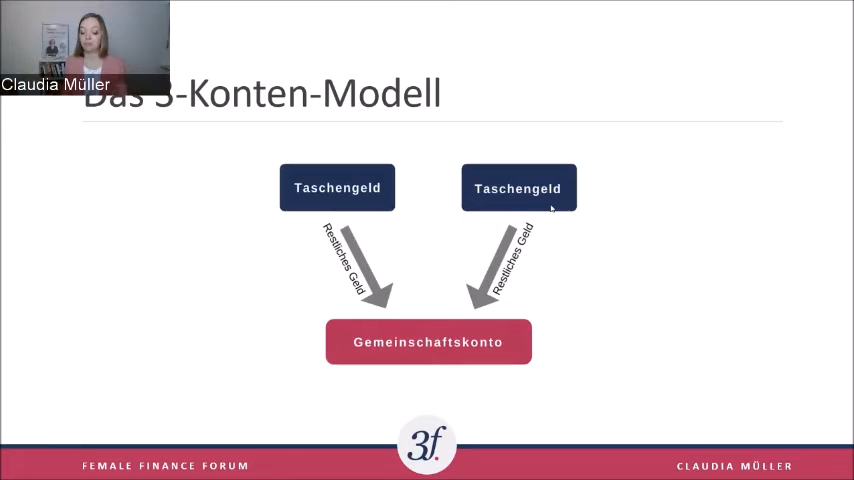 Claudia Müller
Das 3-Konten-Modell
Taschengeld
Taschengeld
Restliches Geld
Restliches Geld
Gemeinschaftskonto
3f.
FEMALE FINANCE FORUM
CLAUDIA MÜLLER